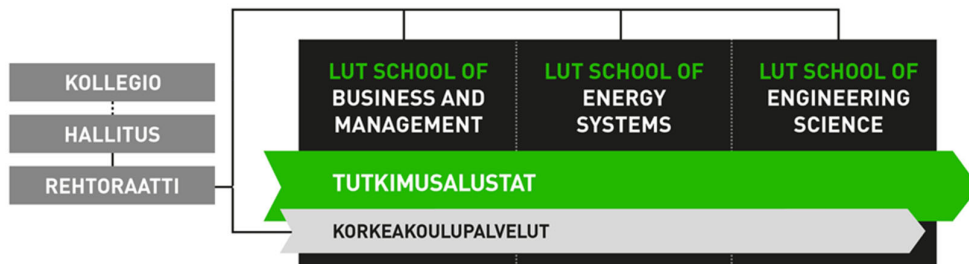 KOLLEGIO
HALLITUS
REHTORAATTI
LUT SCHOOL OF
BUSINESS AND
MANAGEMENT
LUT SCHOOL OF
ENERGY
SYSTEMS
LUT SCHOOL OF
ENGINEERING
SCIENCE
TUTKIMUSALUSTAT
KORKEAKOULUPALVELUT